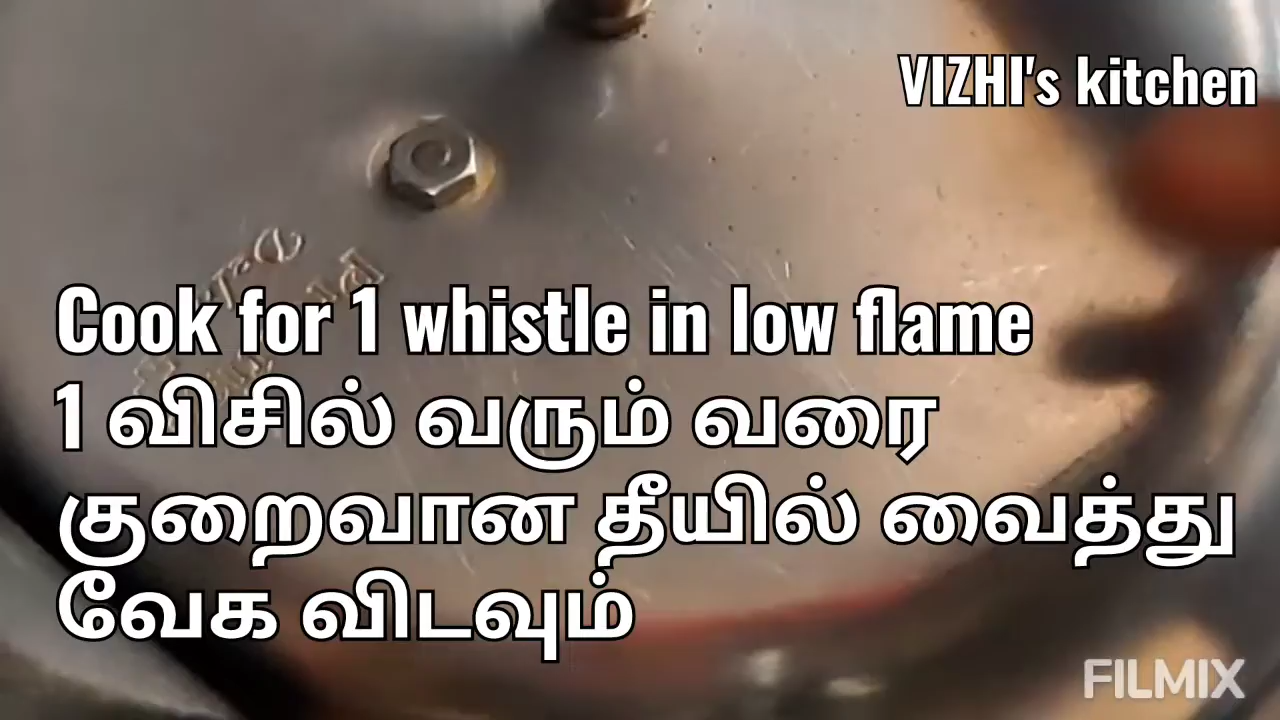 VIZHI's kitchen
Cook for 1 whistle in low flame
1 விசில் வரும் வரை
குறைவான தீயில் வைத்து
வேக விடவும்
FILMIX